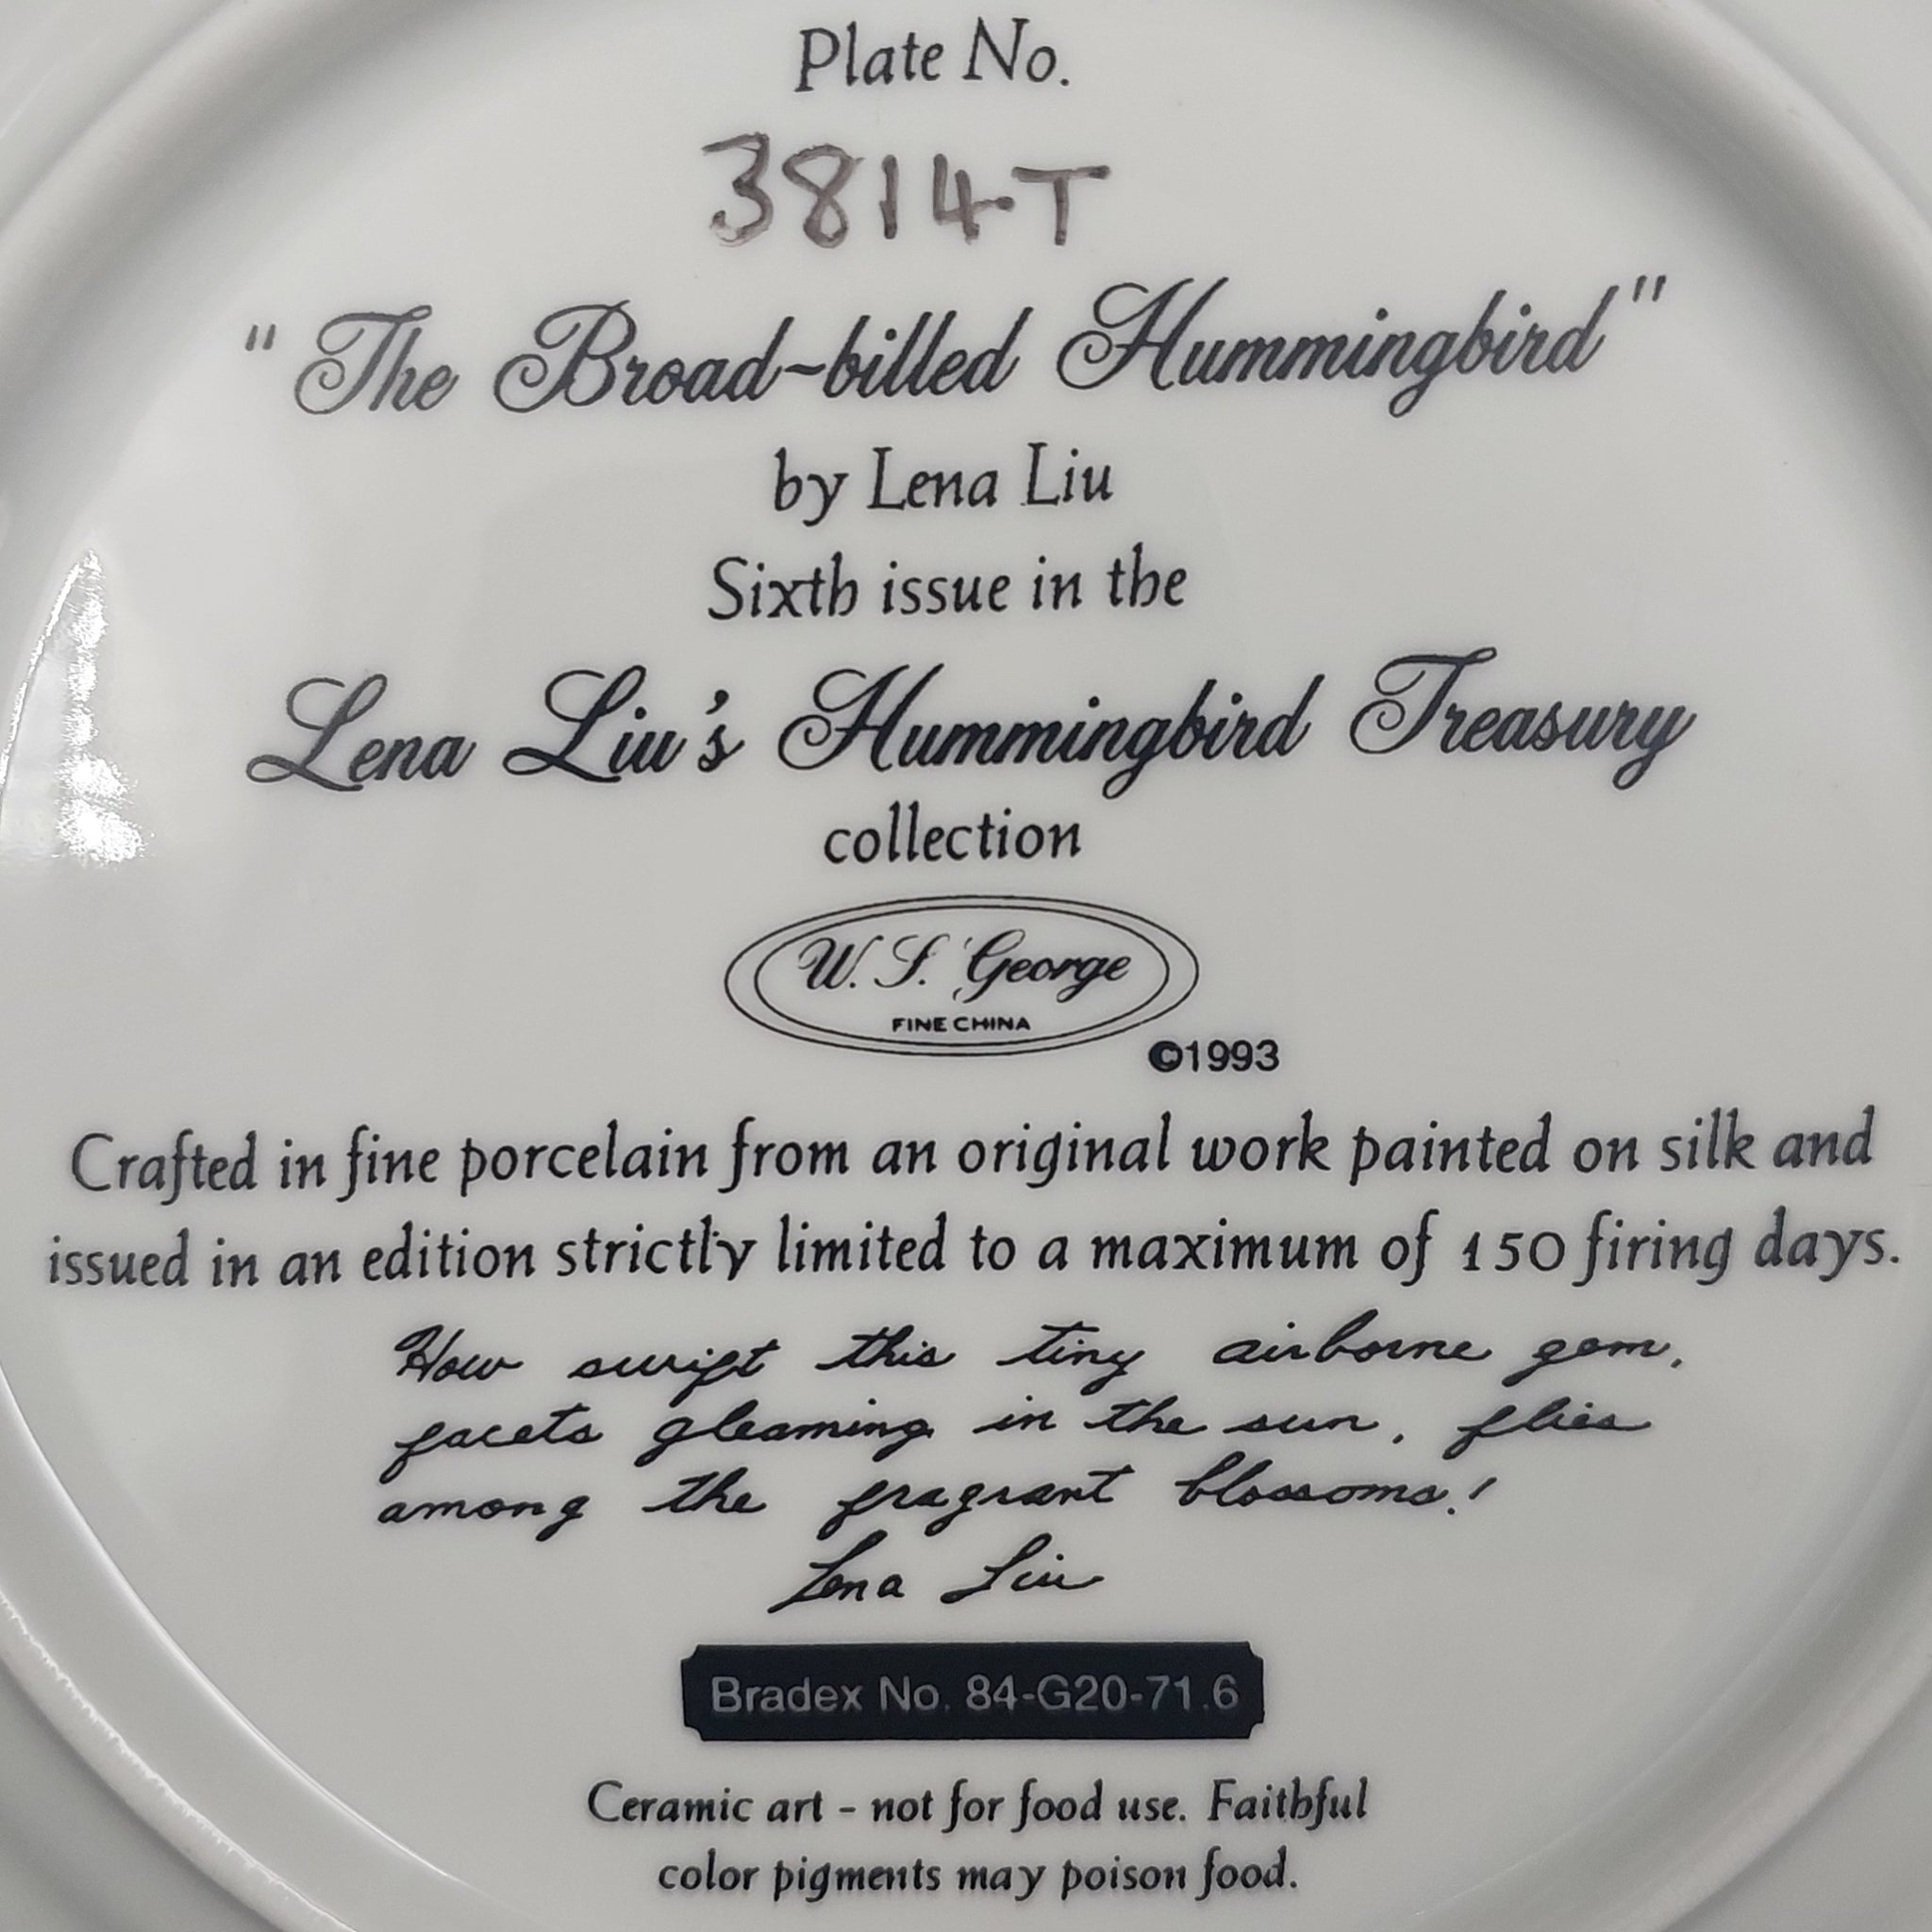 Plate No.
3814-T
"The Broad-billed Hummingbird"
by Lena Liu
Sixth issue in the
Lena Liu's Hummingbird Treasury
collection
W. S. George
FINE CHINA
©1993
Crafted in fine porcelain from an original work painted on silk and
issued in an edition strictly limited to a maximum of 150 firing days.
How swift this tiny airborne gem,
facets gleaming in the sun, flies
among the fragrant blossoms!
Lena Liu
Bradex No. 84-G20-71.6
Ceramic art - not for food use. Faithful
color pigments may poison food.